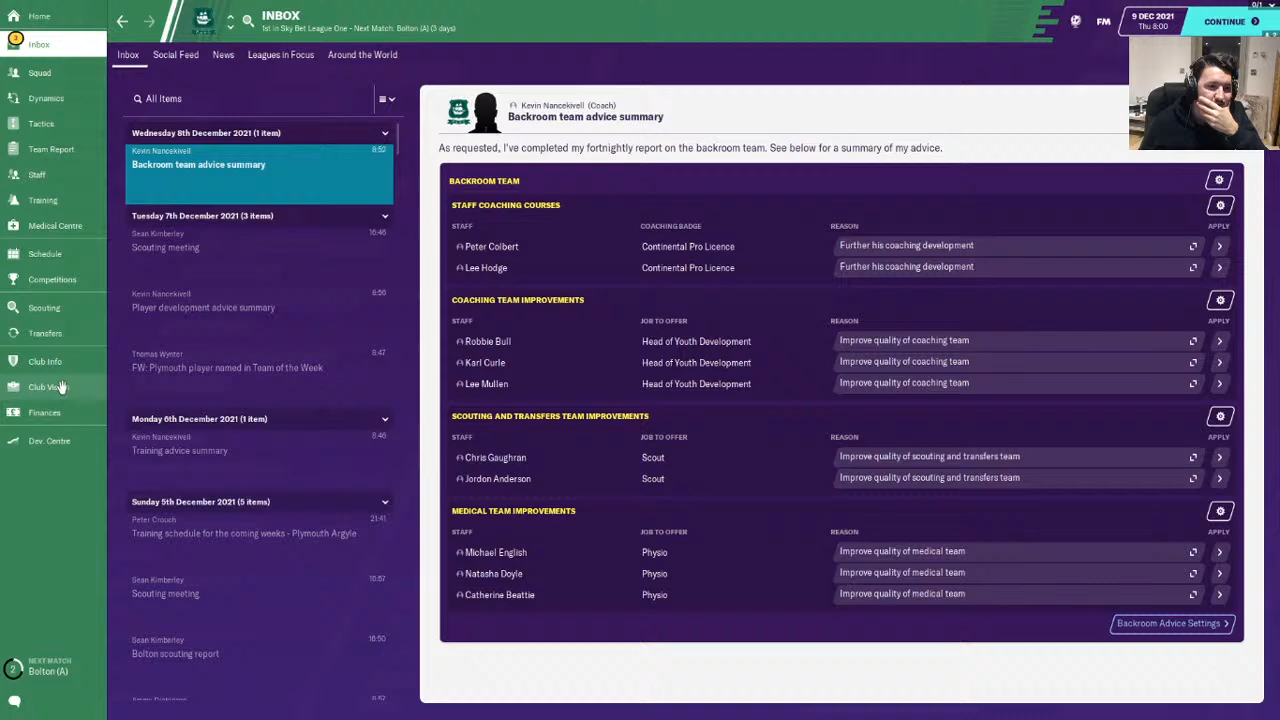 Home
3
Inbox
Squad
Dynamics
Tactics
Team Report
Staff
Training
Medical Centre
Schedule
Competitions
Scouting
Transfers
Club Info
Club
Finances
Dev. Centre
2
NEXT MATCH
Bolton (A)
INBOX
1st in Sky Bet League One - Next Match: Bolton (A) (3 days)
FM
9 DEC 2021
Thu 8:00
CONTINUE
0/1
Inbox
Social Feed
News
Leagues in Focus
Around the World
All Items
Wednesday 8th December 2021 (1 item)
Kevin Nancekivell 8:52
Backroom team advice summary
Tuesday 7th December 2021 (3 items)
Sean Kimberley 16:46
Scouting meeting
Kevin Nancekivell 8:56
Player development advice summary
Thomas Wynter 8:47
FW: Plymouth player named in Team of the Week
Monday 6th December 2021 (1 item)
Kevin Nancekivell 8:46
Training advice summary
Sunday 5th December 2021 (5 items)
Peter Crouch 21:41
Training schedule for the coming weeks - Plymouth Argyle
Sean Kimberley 16:57
Scouting meeting
Sean Kimberley 16:50
Bolton scouting report
Kevin Nancekivell (Coach)
Backroom team advice summary
As requested, I've completed my fortnightly report on the backroom team. See below for a summary of my advice.
BACKROOM TEAM
STAFF COACHING COURSES
STAFF COACHING BADGE REASON APPLY
Peter Colbert Continental Pro Licence Further his coaching development
Lee Hodge Continental Pro Licence Further his coaching development
COACHING TEAM IMPROVEMENTS
STAFF JOB TO OFFER REASON APPLY
Robbie Bull Head of Youth Development Improve quality of coaching team
Karl Curle Head of Youth Development Improve quality of coaching team
Lee Mullen Head of Youth Development Improve quality of coaching team
SCOUTING AND TRANSFERS TEAM IMPROVEMENTS
STAFF JOB TO OFFER REASON APPLY
Chris Gaughran Scout Improve quality of scouting and transfers team
Jordon Anderson Scout Improve quality of scouting and transfers team
MEDICAL TEAM IMPROVEMENTS
STAFF JOB TO OFFER REASON APPLY
Michael English Physio Improve quality of medical team
Natasha Doyle Physio Improve quality of medical team
Catherine Beattie Physio Improve quality of medical team
Backroom Advice Settings